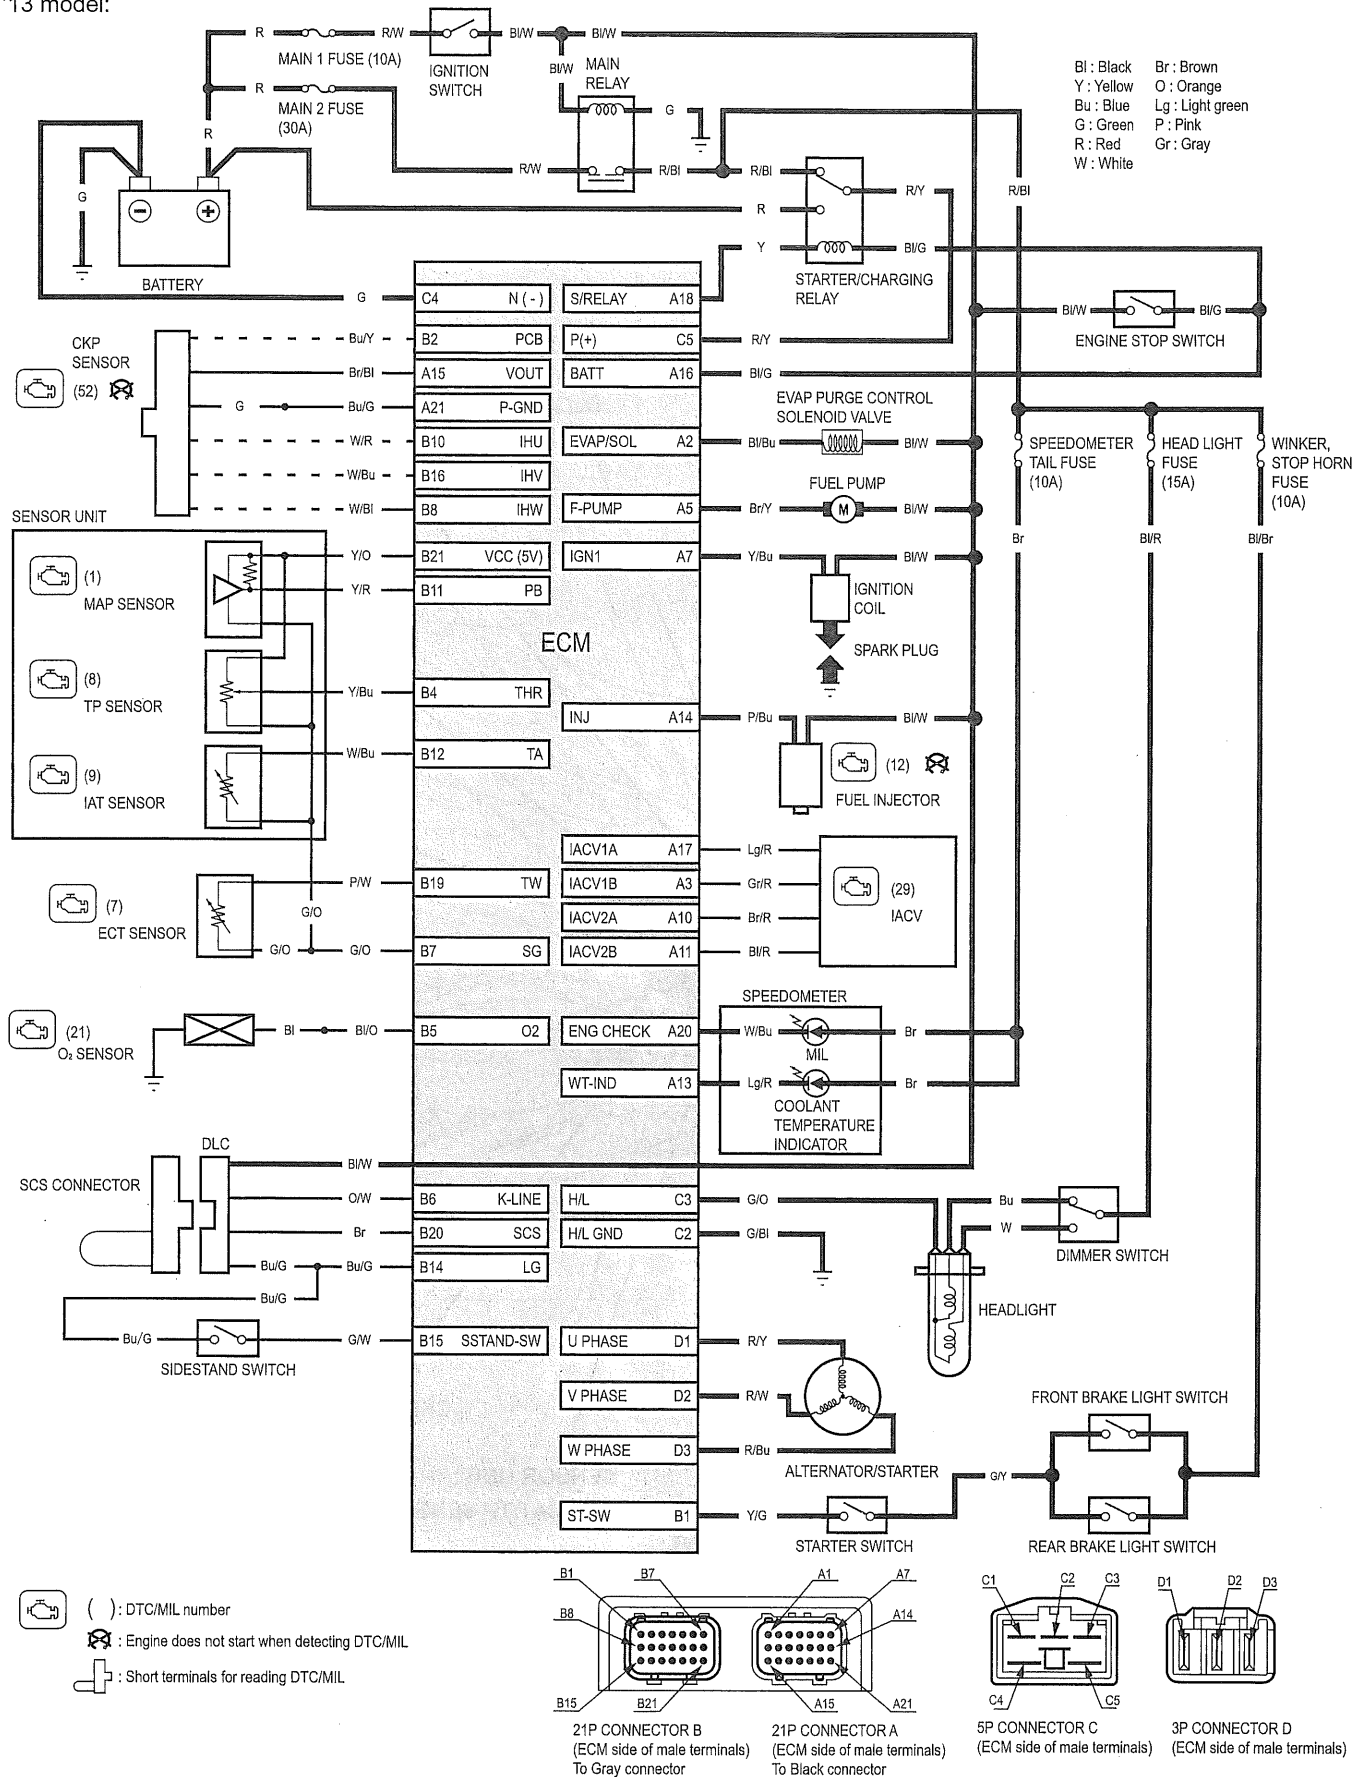 '13 model:
R
R/W
Bl/W
Bl/W
MAIN 1 FUSE (10A)
IGNITION
SWITCH
Bl/W
MAIN
RELAY
Bl : Black
Br : Brown
Y : Yellow
O : Orange
Bu : Blue
Lg : Light green
G : Green
P : Pink
R : Red
Gr : Gray
W : White
R
MAIN 2 FUSE
(30A)
G
R
R/W
R/Bl
R/Bl
R/Y
R/Bl
G
R
Y
Bl/G
BATTERY
STARTER/CHARGING
RELAY
G
C4
N ( - )
S/RELAY
A18
Bl/W
Bl/G
ENGINE STOP SWITCH
CKP
SENSOR
(52)
Bu/Y
B2
PCB
P(+)
C5
R/Y
Br/Bl
A15
VOUT
BATT
A16
Bl/G
G
Bu/G
A21
P-GND
EVAP PURGE CONTROL
SOLENOID VALVE
W/R
B10
IHU
EVAP/SOL
A2
Bl/Bu
Bl/W
SPEEDOMETER
TAIL FUSE
(10A)
HEAD LIGHT
FUSE
(15A)
WINKER,
STOP HORN
FUSE
(10A)
W/Bu
B16
IHV
FUEL PUMP
W/Bl
B8
IHW
F-PUMP
A5
Br/Y
M
Bl/W
SENSOR UNIT
Br
Bl/R
Bl/Br
Y/O
B21
VCC (5V)
IGN1
A7
Y/Bu
Bl/W
(1)
MAP SENSOR
Y/R
B11
PB
IGNITION
COIL
ECM
SPARK PLUG
(8)
TP SENSOR
Y/Bu
B4
THR
INJ
A14
P/Bu
Bl/W
W/Bu
B12
TA
(9)
IAT SENSOR
(12)
FUEL INJECTOR
IACV1A
A17
Lg/R
P/W
B19
TW
IACV1B
A3
Gr/R
(29)
IACV
(7)
ECT SENSOR
G/O
IACV2A
A10
Br/R
G/O
G/O
B7
SG
IACV2B
A11
Bl/R
SPEEDOMETER
(21)
O₂ SENSOR
Bl
Bl/O
B5
O2
ENG CHECK
A20
W/Bu
MIL
Br
WT-IND
A13
Lg/R
Br
COOLANT
TEMPERATURE
INDICATOR
DLC
SCS CONNECTOR
Bl/W
O/W
B6
K-LINE
H/L
C3
G/O
Bu
W
DIMMER SWITCH
Br
B20
SCS
H/L GND
C2
G/Bl
Bu/G
Bu/G
B14
LG
Bu/G
HEADLIGHT
Bu/G
G/W
B15
SSTAND-SW
U PHASE
D1
R/Y
SIDESTAND SWITCH
V PHASE
D2
R/W
FRONT BRAKE LIGHT SWITCH
W PHASE
D3
R/Bu
ALTERNATOR/STARTER
G/Y
ST-SW
B1
Y/G
STARTER SWITCH
REAR BRAKE LIGHT SWITCH
( ) : DTC/MIL number
: Engine does not start when detecting DTC/MIL
: Short terminals for reading DTC/MIL
B1
B7
A1
A7
B8
A14
B15
B21
A15
A21
21P CONNECTOR B
(ECM side of male terminals)
To Gray connector
21P CONNECTOR A
(ECM side of male terminals)
To Black connector
C1
C2
C3
C4
C5
5P CONNECTOR C
(ECM side of male terminals)
D1
D2
D3
3P CONNECTOR D
(ECM side of male terminals)